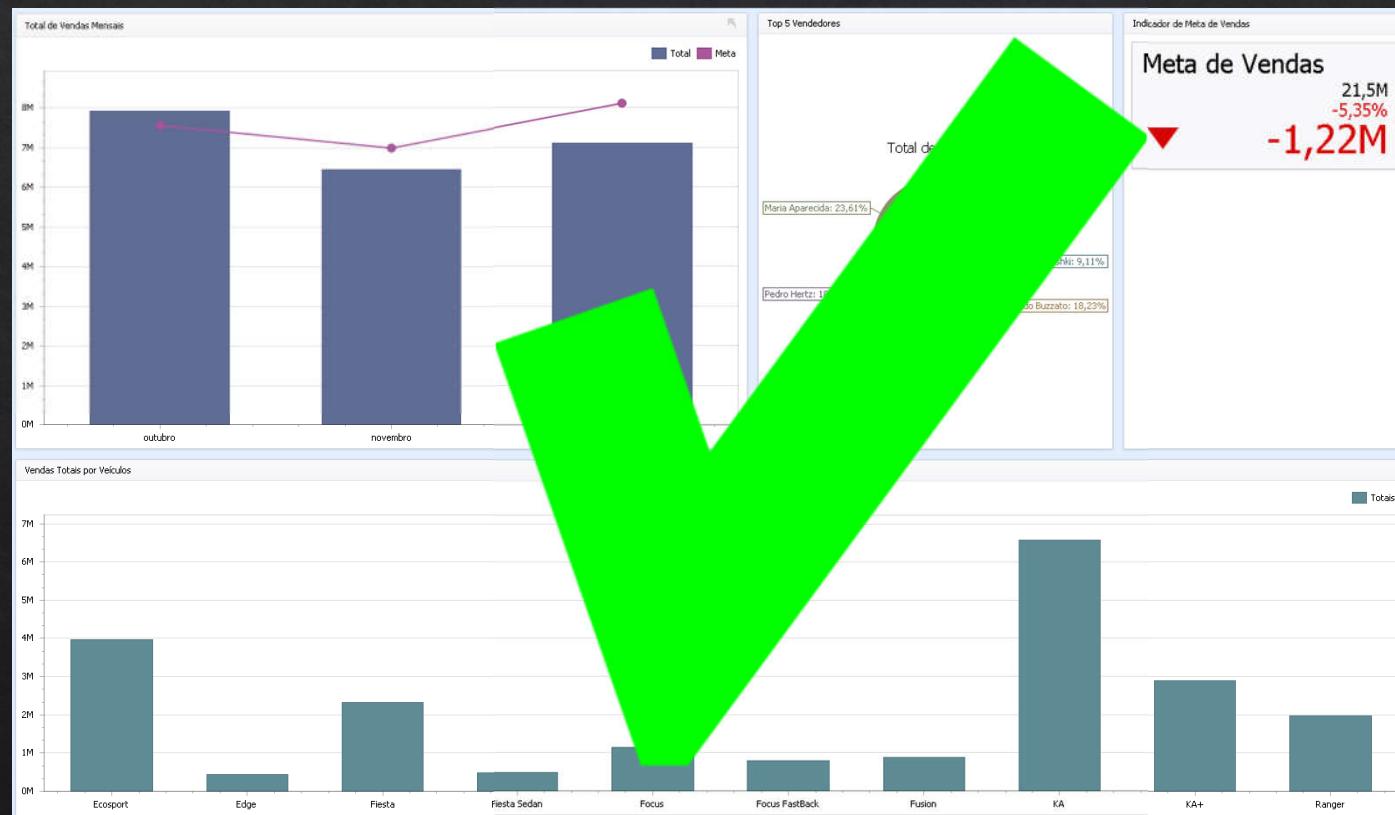 Total de Vendas Mensais
Total Meta
8M
7M
6M
5M
4M
3M
2M
1M
0M
outubro
novembro
Top 5 Vendedores
Total de
Maria Aparecida: 23,61%
9,11%
Pedro Hertz:
Buzzato: 18,23%
Indicador de Meta de Vendas
Meta de Vendas
21,5M
-5,35%
-1,22M
Vendas Totais por Veículos
Totais
7M
6M
5M
4M
3M
2M
1M
0M
Ecosport
Edge
Fiesta
Fiesta Sedan
Focus
Focus FastBack
Fusion
KA
KA+
Ranger